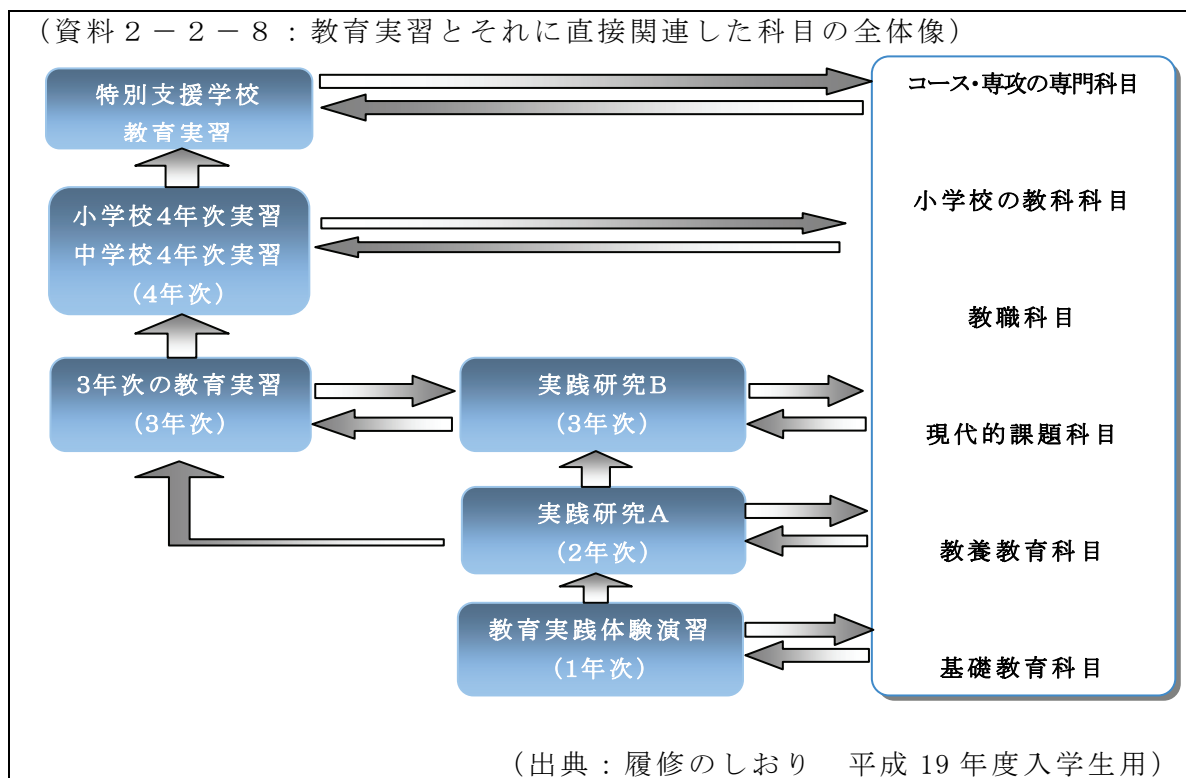 (資料2-2-8:教育実習とそれに直接関連した科目の全体像)
特別支援学校
教育実習
小学校4年次実習
中学校4年次実習
(4年次)
3年次の教育実習
(3年次)
実践研究B
(3年次)
実践研究A
(2年次)
教育実践体験演習
(1年次)
コース・専攻の専門科目
小学校の教科科目
教職科目
現代的課題科目
教養教育科目
基礎教育科目
(出典:履修のしおり 平成19年度入学生用)